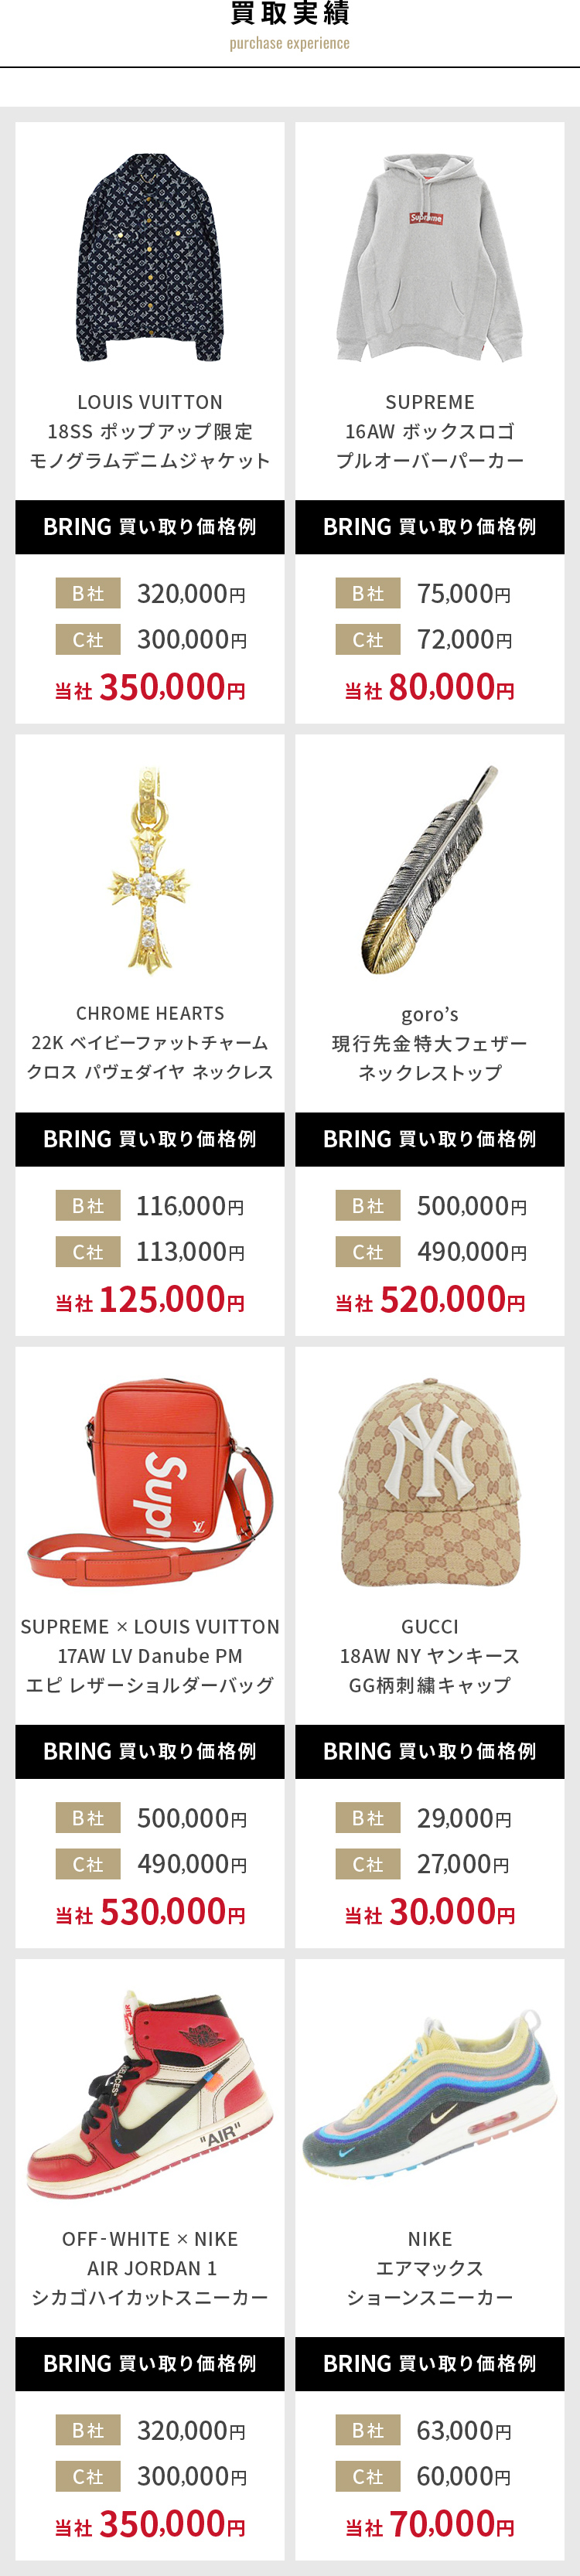 買取実績
purchase experience
Supreme
LOUIS VUITTON
18SS ポップアップ限定
モノグラムデニムジャケット
BRING 買い取り価格例
B社 320,000円
C社 300,000円
当社 350,000円
SUPREME
16AW ボックスロゴ
プルオーバーパーカー
BRING 買い取り価格例
B社 75,000円
C社 72,000円
当社 80,000円
CHROME HEARTS
22K ベイビーファットチャーム
クロス パヴェダイヤ ネックレス
BRING 買い取り価格例
B社 116,000円
C社 113,000円
当社 125,000円
goro’s
現行先金特大フェザー
ネックレストップ
BRING 買い取り価格例
B社 500,000円
C社 490,000円
当社 520,000円
Supr
LV
SUPREME × LOUIS VUITTON
17AW LV Danube PM
エピ レザーショルダーバッグ
BRING 買い取り価格例
B社 500,000円
C社 490,000円
当社 530,000円
NY
GUCCI
18AW NY ヤンキース
GG柄刺繍キャップ
BRING 買い取り価格例
B社 29,000円
C社 27,000円
当社 30,000円
"AIR"
OFF-WHITE × NIKE
AIR JORDAN 1
シカゴハイカットスニーカー
BRING 買い取り価格例
B社 320,000円
C社 300,000円
当社 350,000円
NIKE
エアマックス
ショーンスニーカー
BRING 買い取り価格例
B社 63,000円
C社 60,000円
当社 70,000円